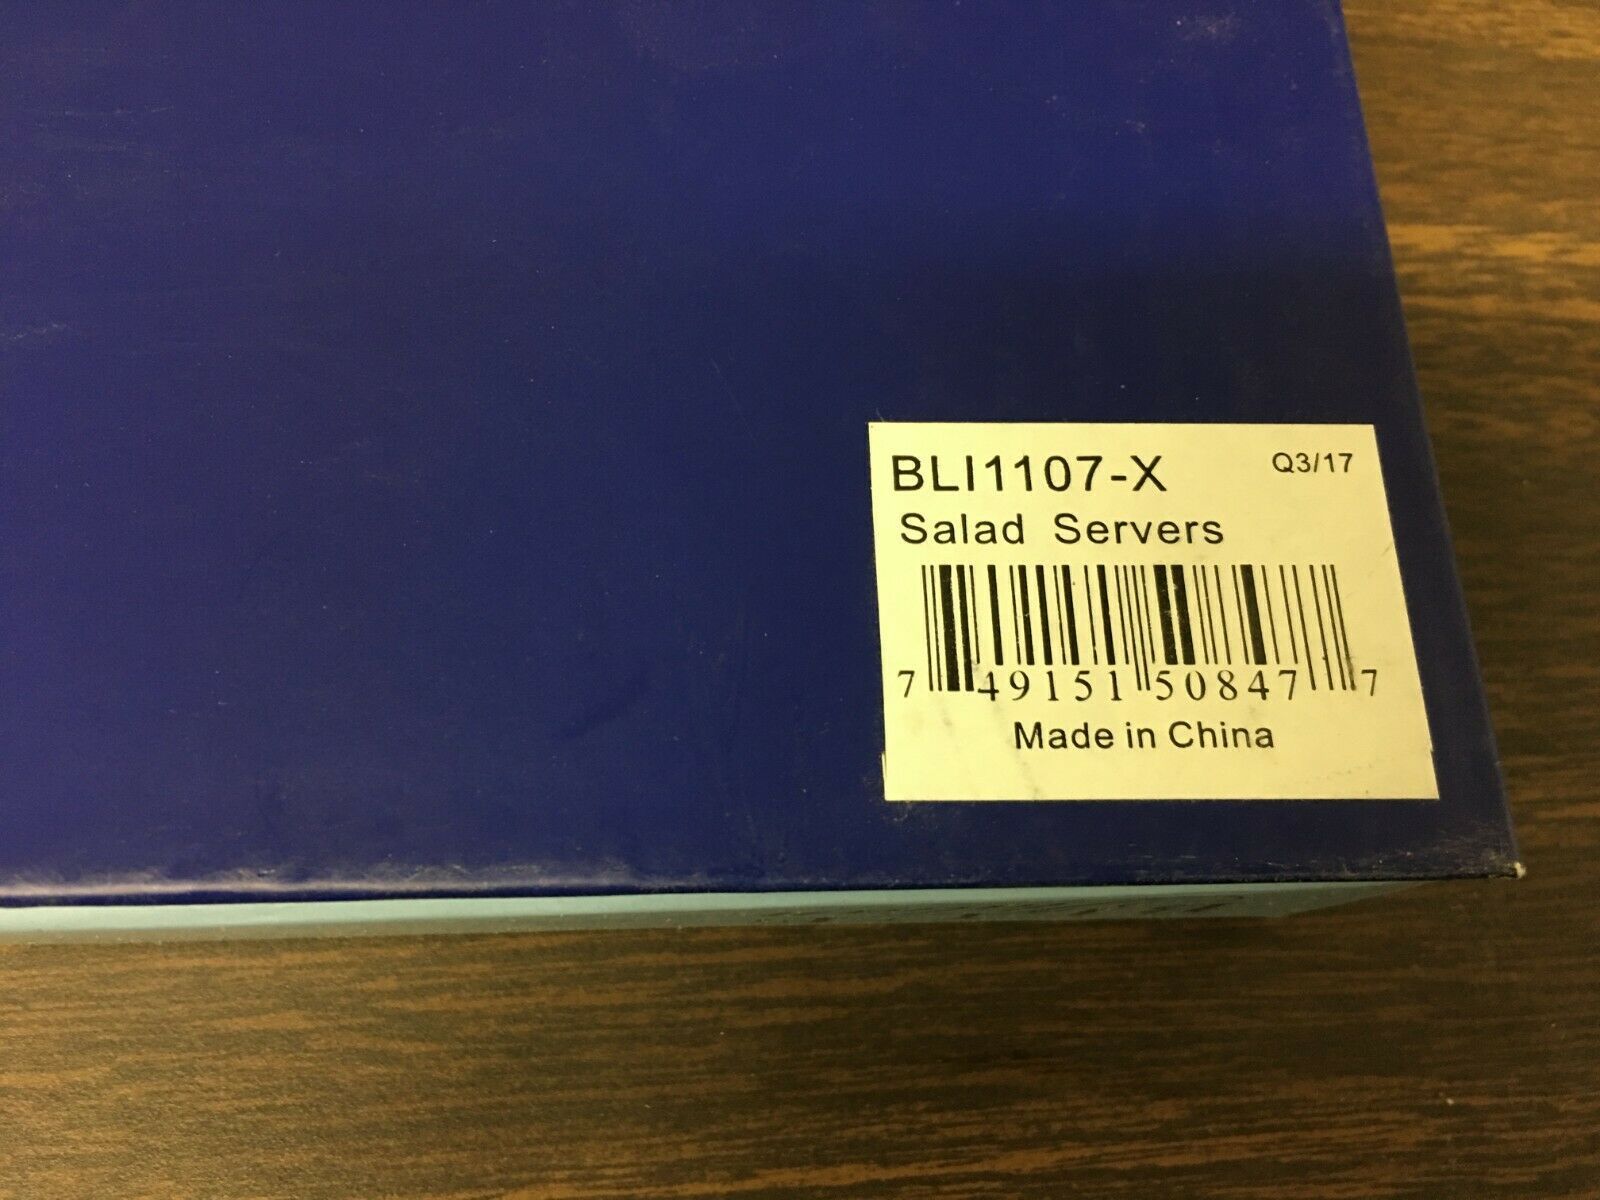 BLI1107-X Q3/17
Salad Servers
7 49151 50847 7
Made in China